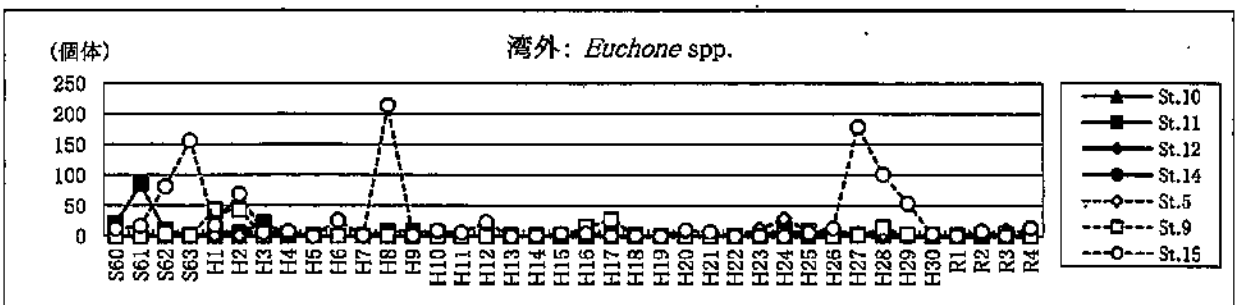 湾外: Euchone spp.
(個体)
250
200
150
100
50
0
S60 S61 S62 S63 H1 H2 H3 H4 H5 H6 H7 H8 H9 H10 H11 H12 H13 H14 H15 H16 H17 H18 H19 H20 H21 H22 H23 H24 H25 H26 H27 H28 H29 H30 R1 R2 R3 R4
St.10
St.11
St.12
St.14
St.5
St.9
St.15